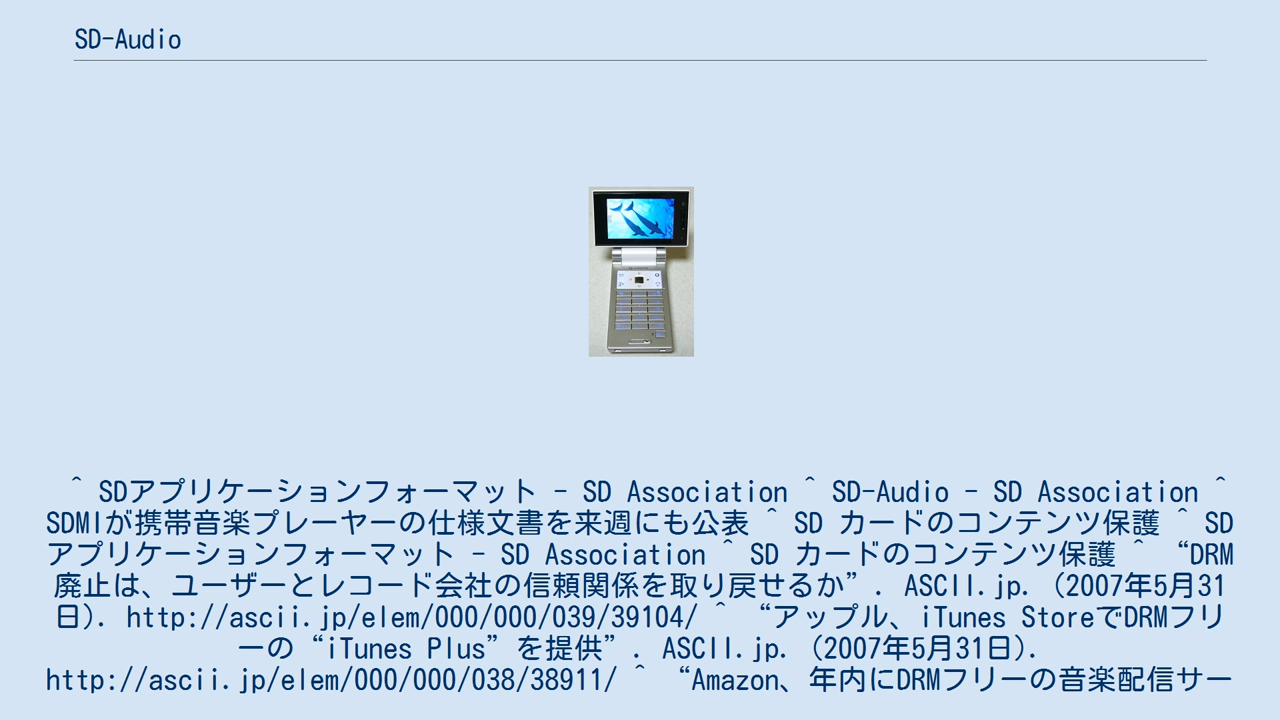 SD-Audio
^ SDアプリケーションフォーマット - SD Association ^ SD-Audio - SD Association ^
SDMIが携帯音楽プレーヤーの仕様文書を来週にも公表 ^ SD カードのコンテンツ保護 ^ SD
アプリケーションフォーマット - SD Association ^ SD カードのコンテンツ保護 ^ “DRM
廃止は、ユーザーとレコード会社の信頼関係を取り戻せるか”. ASCII.jp. (2007年5月31
日). http://ascii.jp/elem/000/000/039/39104/ ^ “アップル、iTunes StoreでDRMフリ
ーの“iTunes Plus”を提供”. ASCII.jp. (2007年5月31日).
http://ascii.jp/elem/000/000/038/38911/ ^ “Amazon、年内にDRMフリーの音楽配信サー